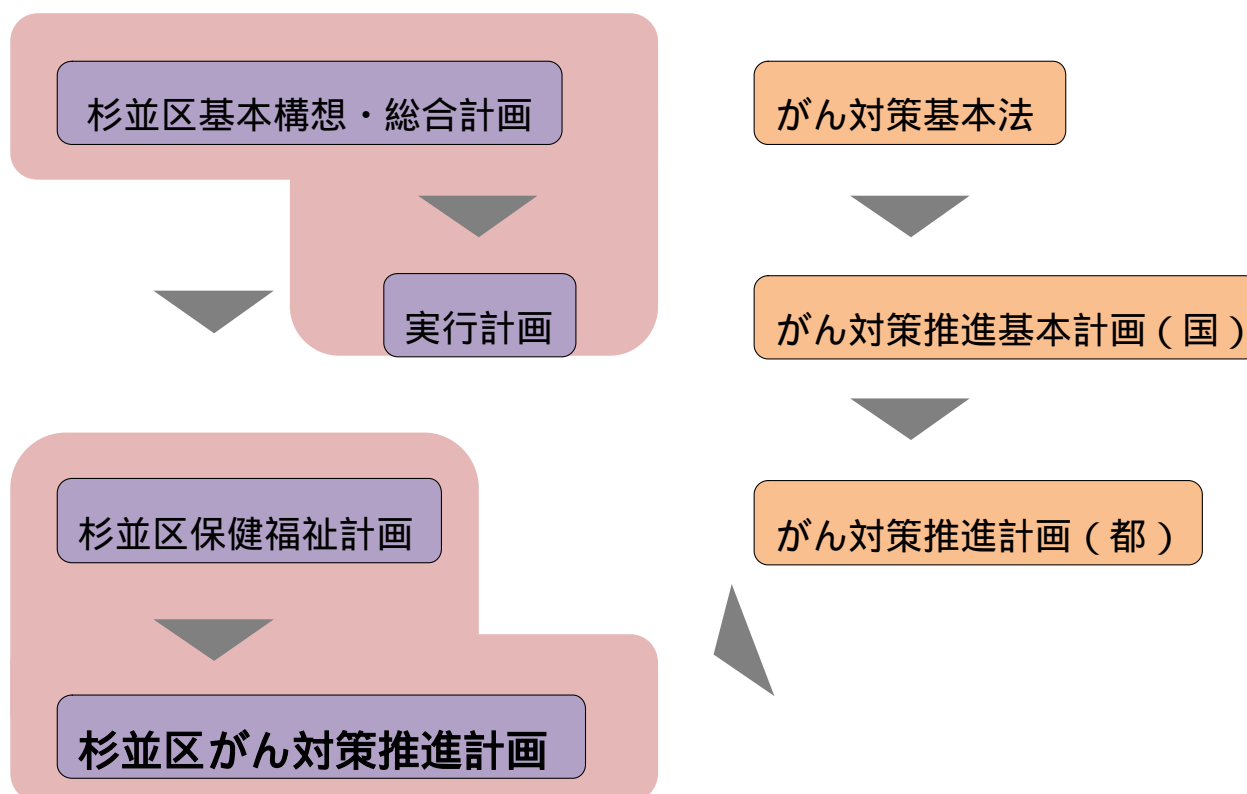 杉並区基本構想・総合計画
実行計画
杉並区保健福祉計画
杉並区がん対策推進計画
がん対策基本法
がん対策推進基本計画（国）
がん対策推進計画（都）